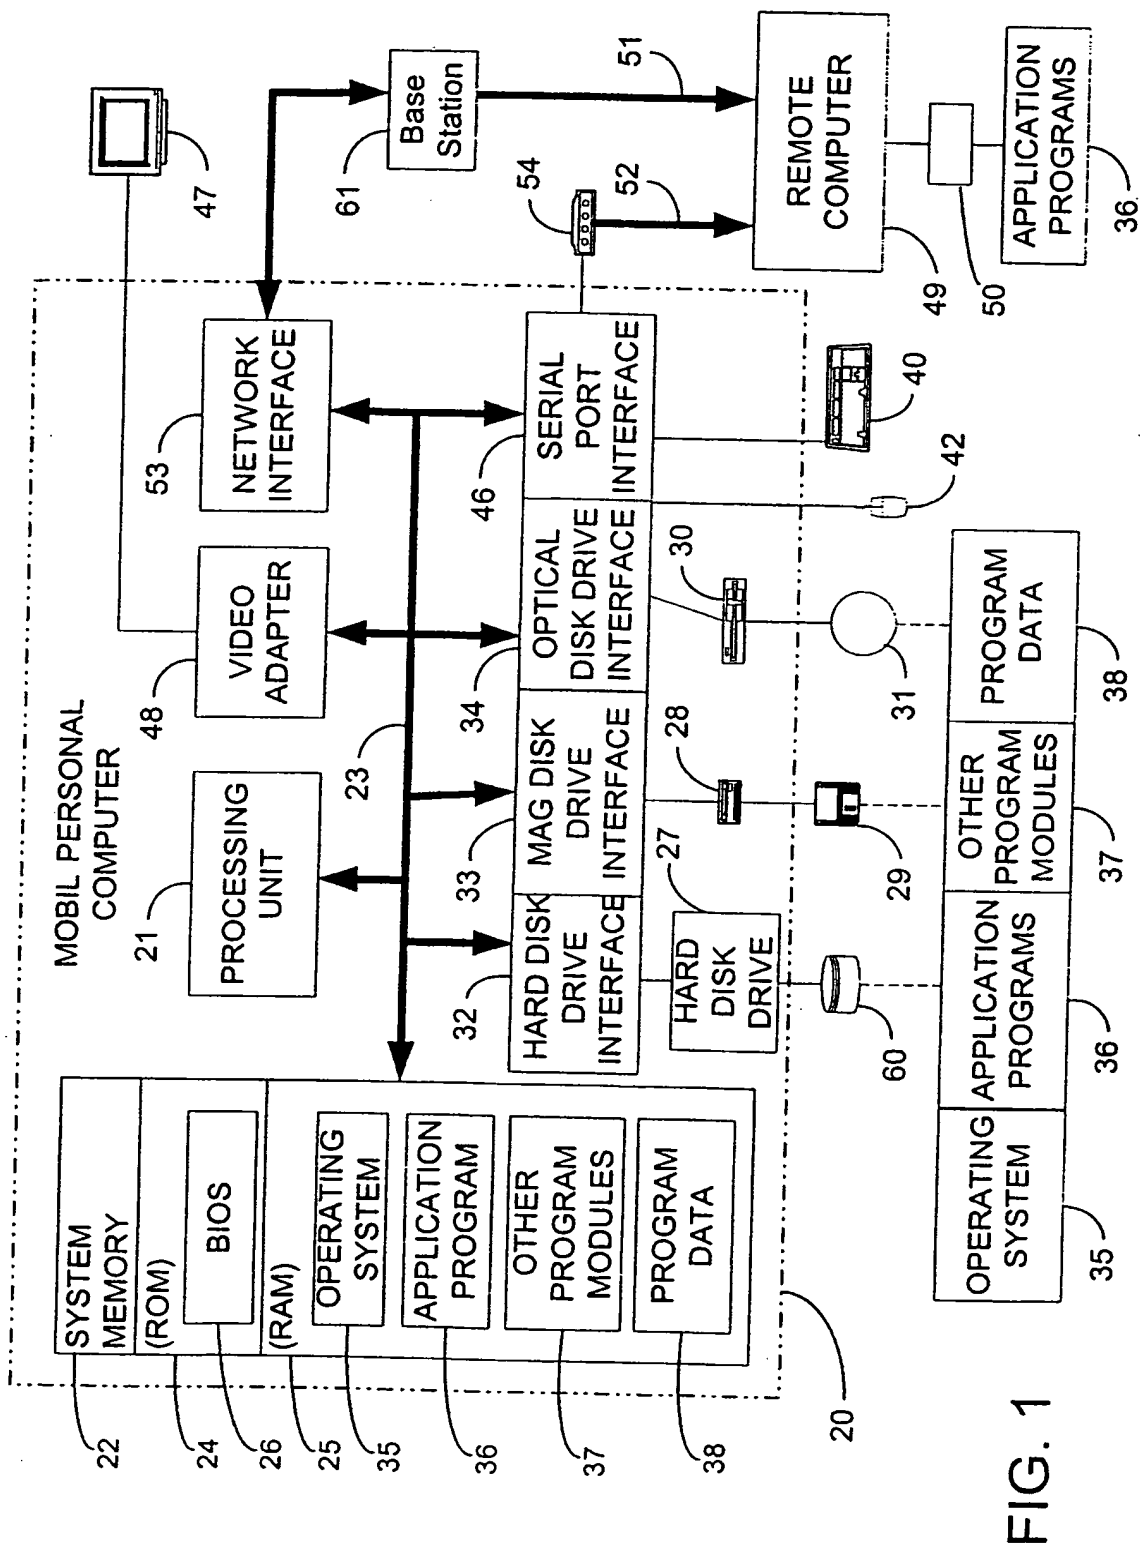 MOBIL PERSONAL
COMPUTER
SYSTEM
MEMORY
(ROM)
BIOS
(RAM)
OPERATING
SYSTEM
APPLICATION
PROGRAM
OTHER
PROGRAM
MODULES
PROGRAM
DATA
22
24
26
25
35
36
37
38
20
PROCESSING
UNIT
21
VIDEO
ADAPTER
48
NETWORK
INTERFACE
53
47
23
HARD DISK
DRIVE
INTERFACE
32
MAG DISK
DRIVE
INTERFACE
33
OPTICAL
DISK DRIVE
INTERFACE
34
SERIAL
PORT
INTERFACE
46
HARD
DISK
DRIVE
27
28
30
60
29
31
42
40
Base
Station
61
51
54
52
REMOTE
COMPUTER
49
50
APPLICATION
PROGRAMS
36
OPERATING
SYSTEM
35
APPLICATION
PROGRAMS
36
OTHER
PROGRAM
MODULES
37
PROGRAM
DATA
38
FIG. 1